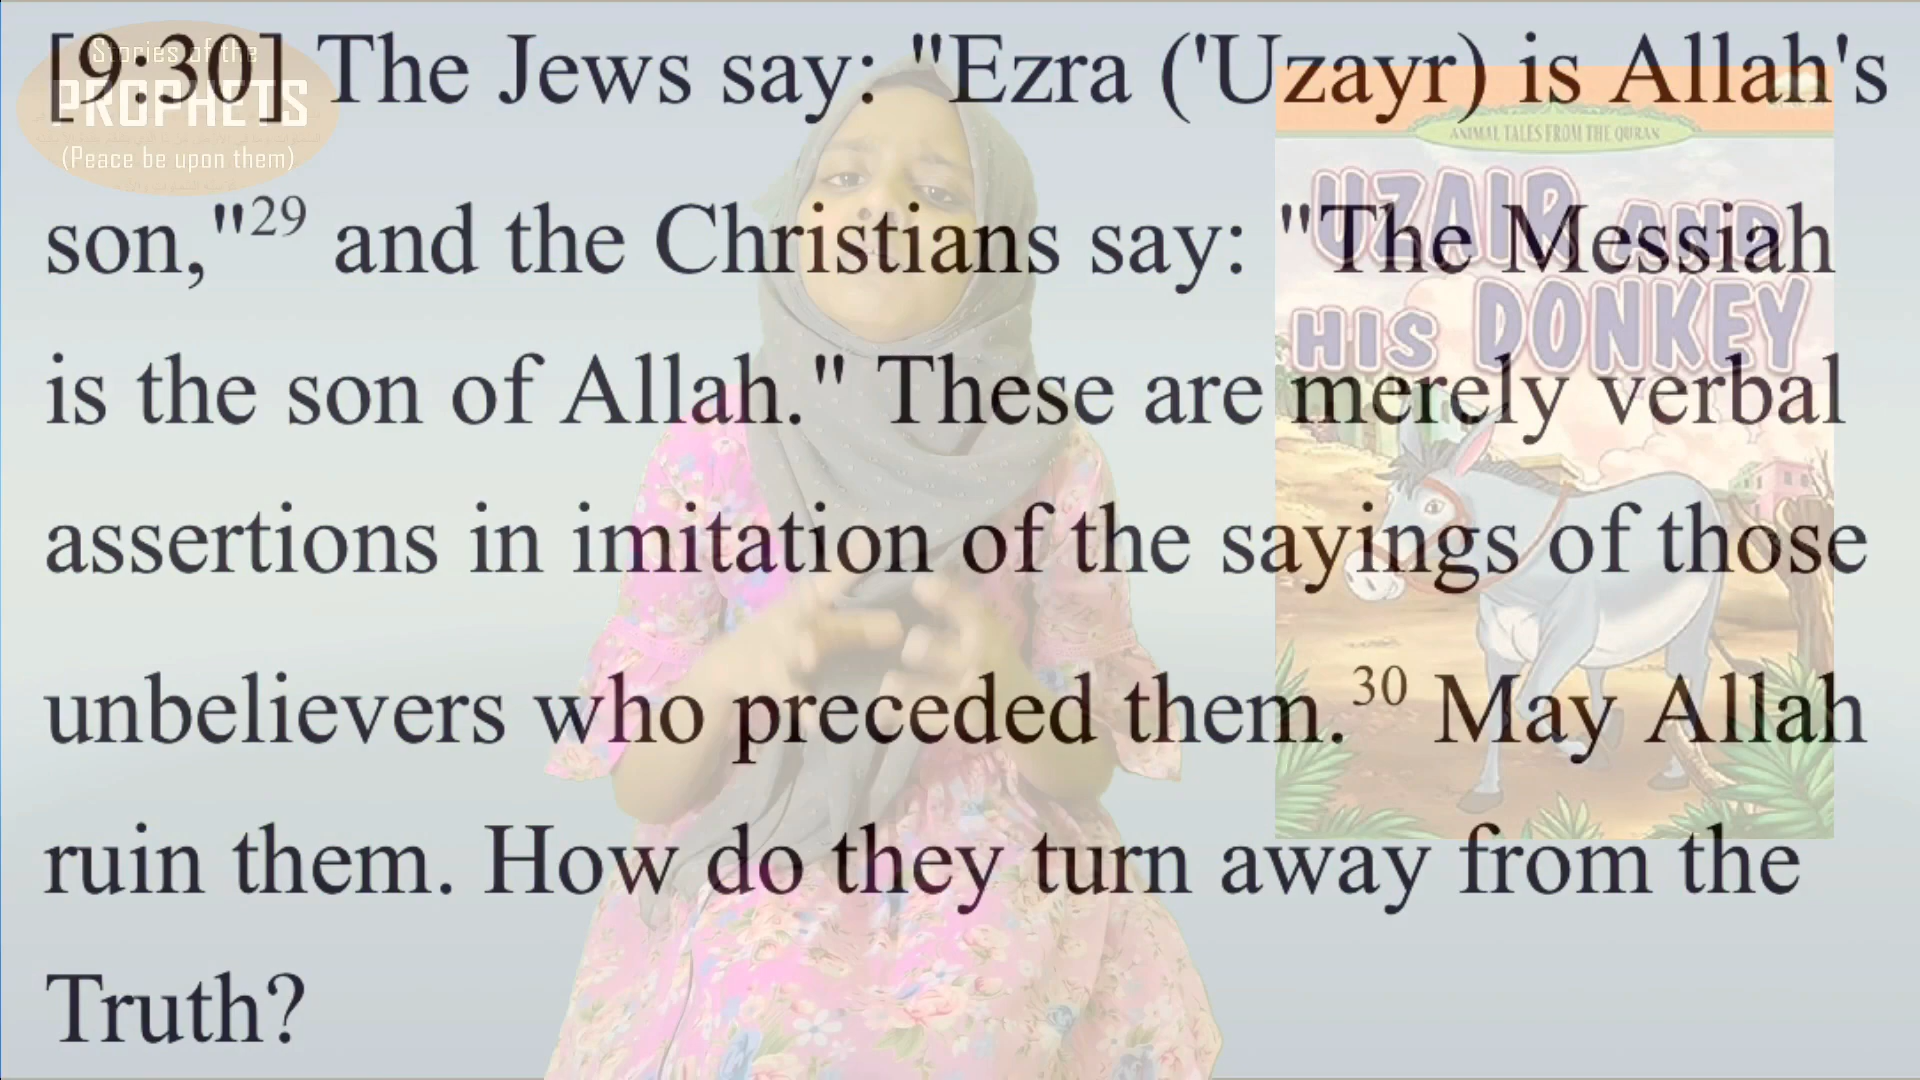 Stories of the
PROPHETS
(Peace be upon them)
[9:30] The Jews say: "Ezra ('Uzayr) is Allah's
son,"29 and the Christians say: "The Messiah
is the son of Allah." These are merely verbal
assertions in imitation of the sayings of those
unbelievers who preceded them.30 May Allah
ruin them. How do they turn away from the
Truth?
ANIMAL TALES FROM THE QURAN
UZAIR AND
HIS DONKEY